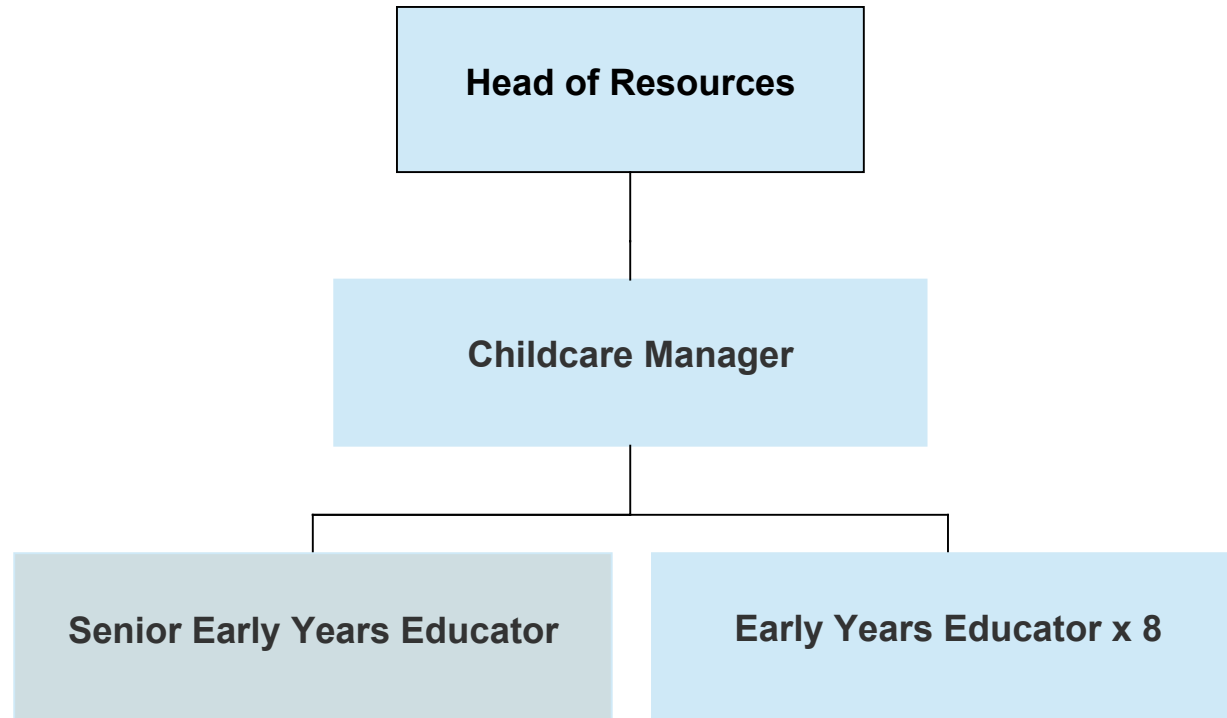 Head of Resources
Childcare Manager
Senior Early Years Educator
Early Years Educator x 8